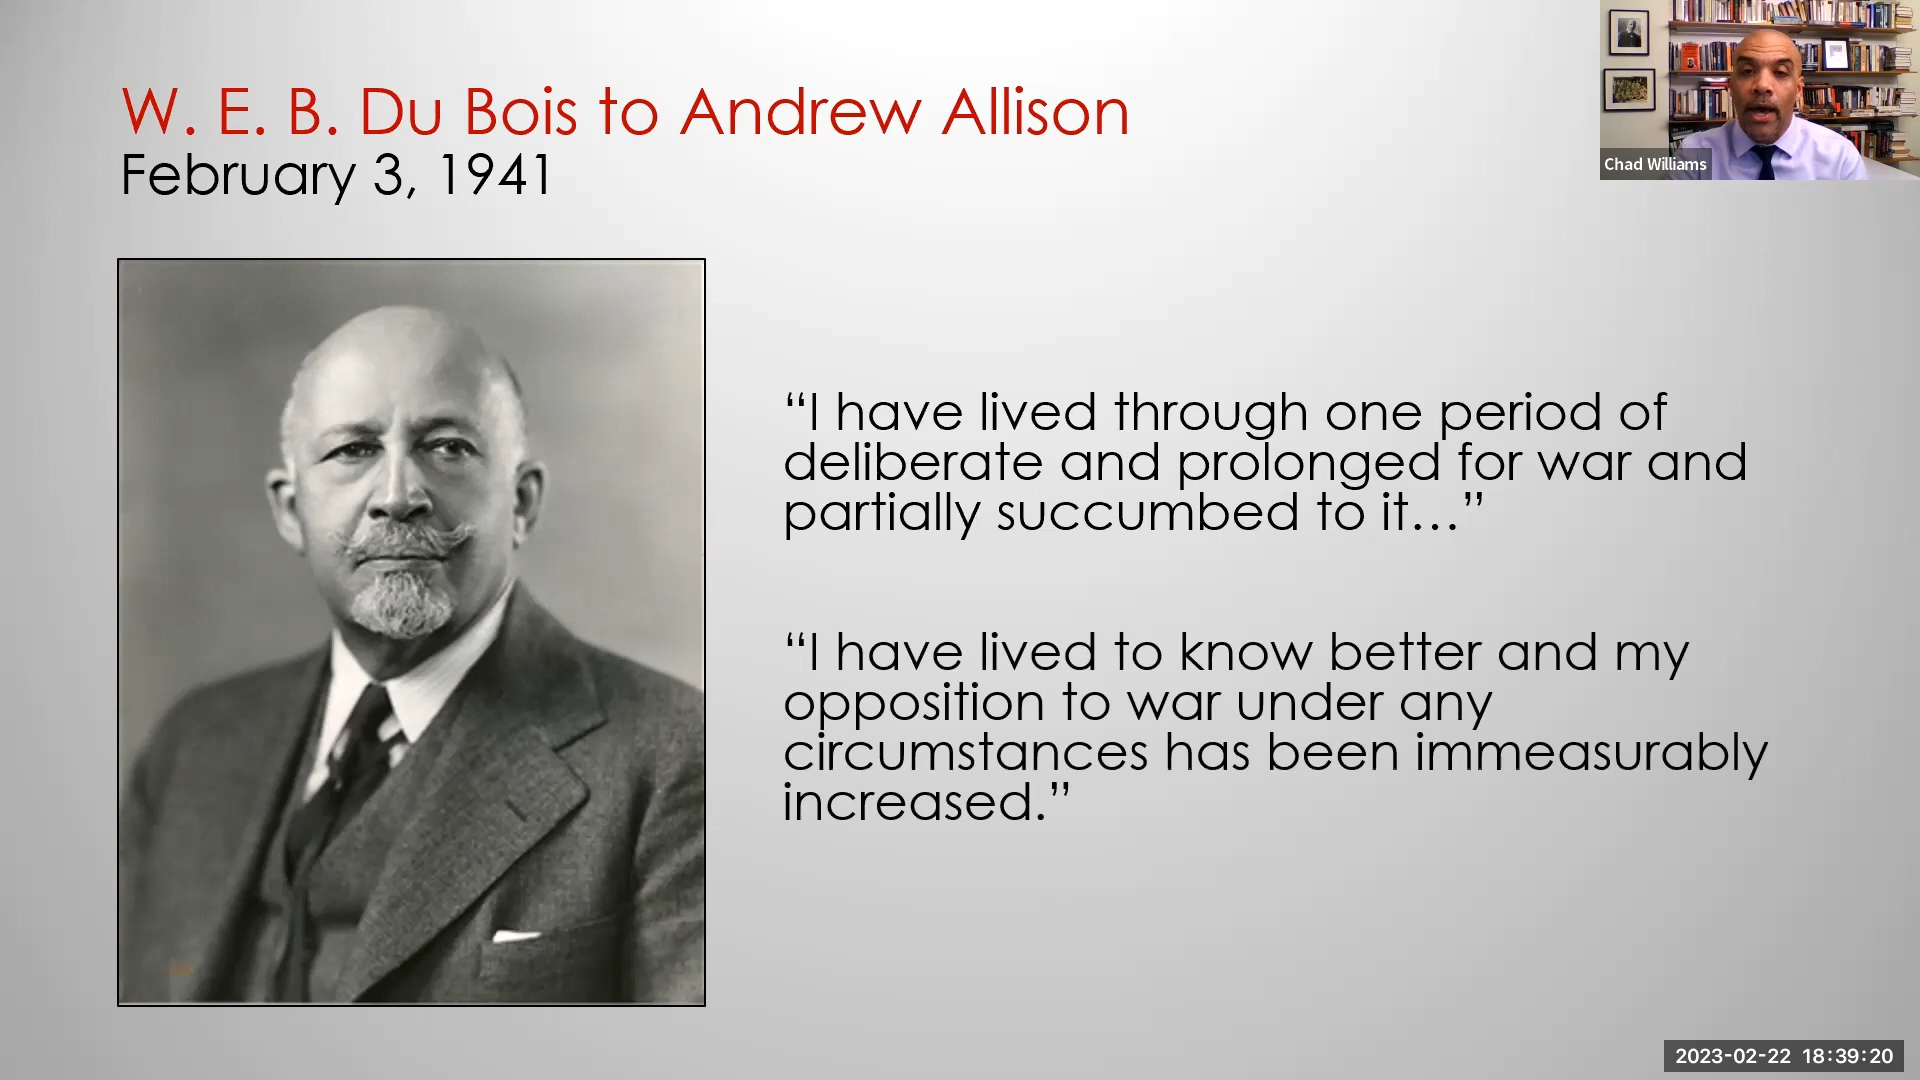 W. E. B. Du Bois to Andrew Allison
February 3, 1941
Chad Williams
“I have lived through one period of
deliberate and prolonged for war and
partially succumbed to it…”
“I have lived to know better and my
opposition to war under any
circumstances has been immeasurably
increased.”
2023-02-22 18:39:20